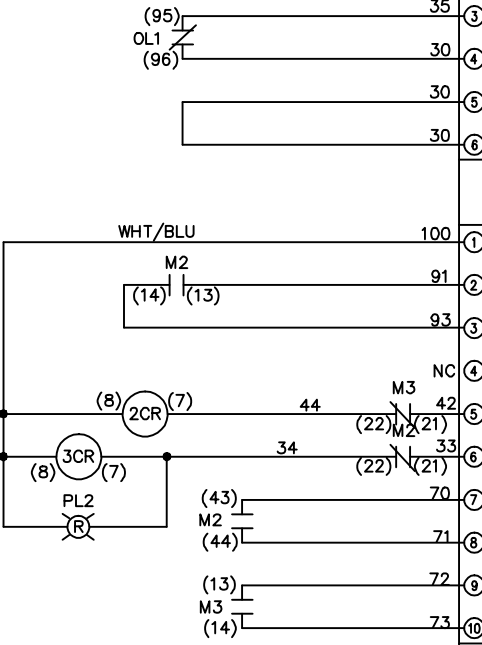 (95) 35 3
OL1
(96) 30 4
30 5
30 6
WHT/BLU 100 1
M2 91 2
(14) (13)
93 3
NC 4
M3
(8) 2CR (7) 44 42 5
(22) (21)
M2
3CR 34 33 6
(8) (7) (22) (21)
PL2
R
(43) 70 7
M2
(44) 71 8
(13) 72 9
M3
(14) 73 10